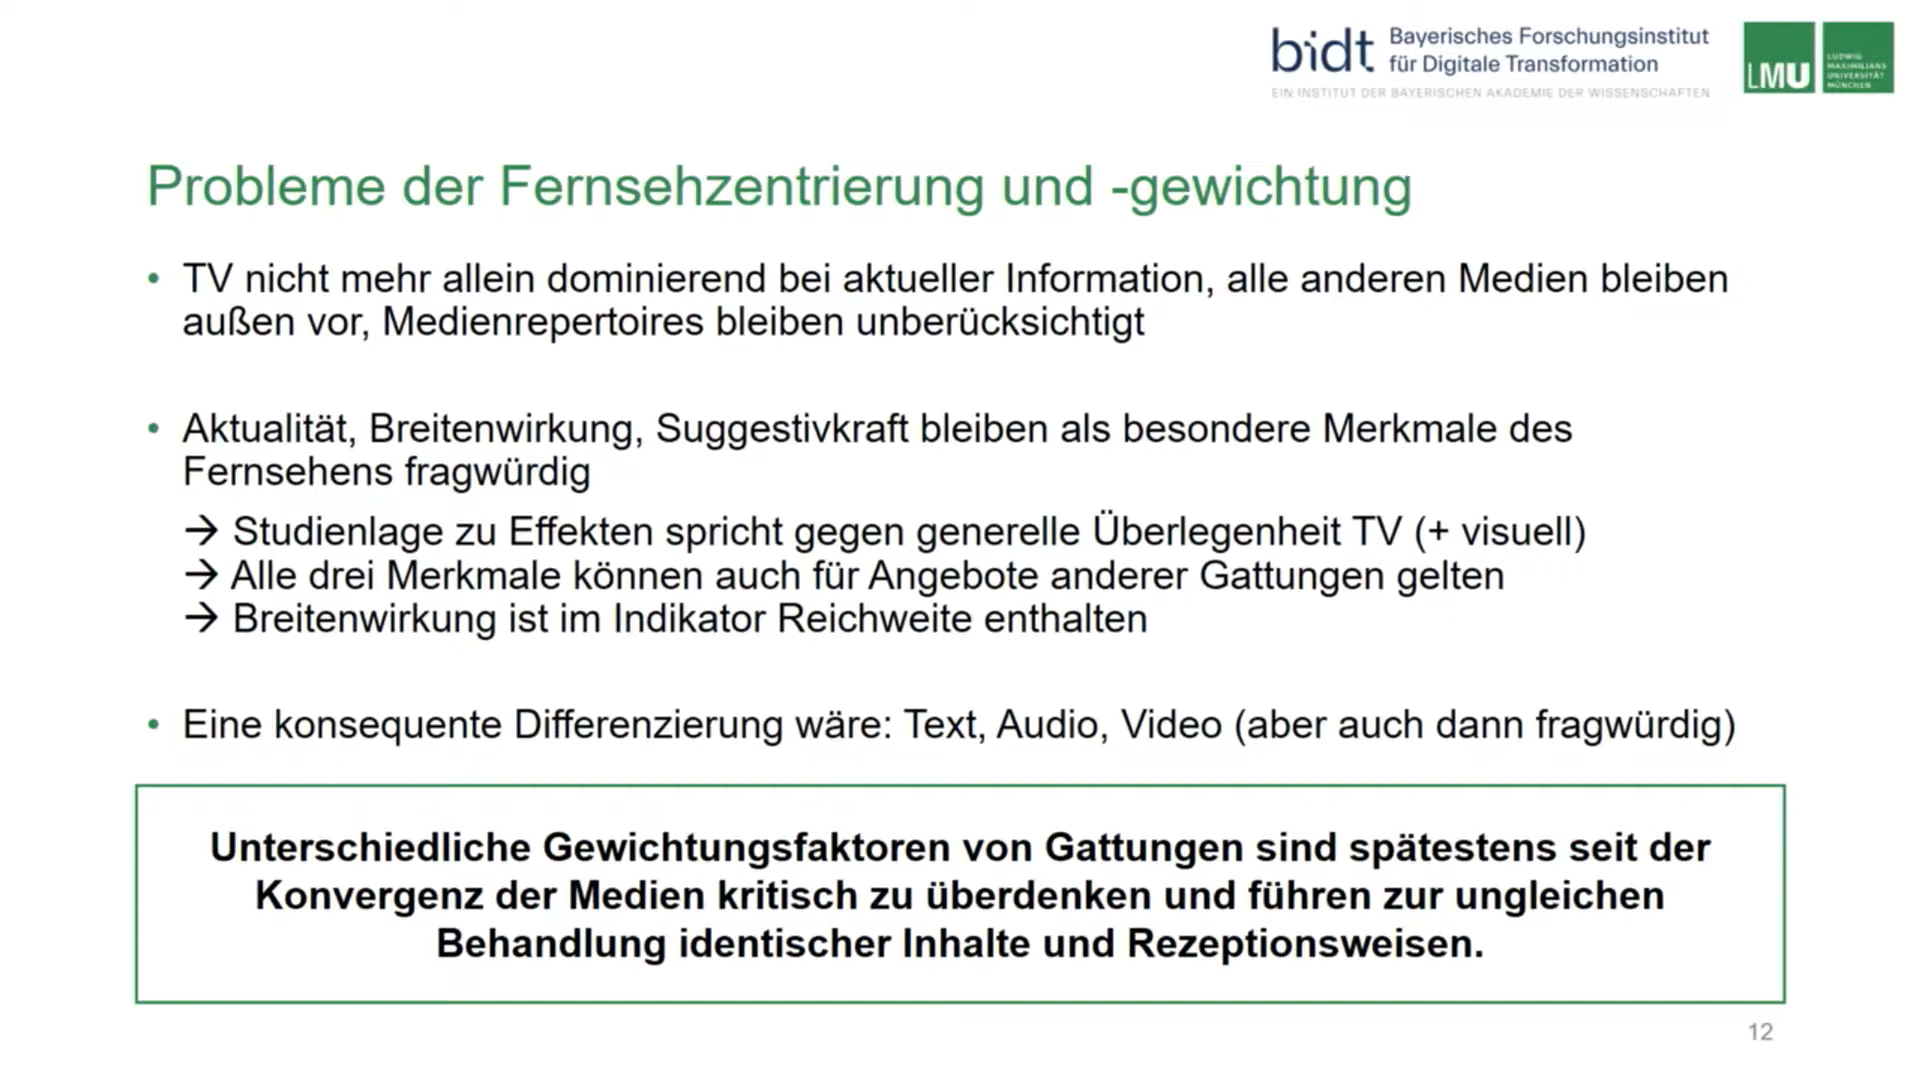 bidt Bayerisches Forschungsinstitut
für Digitale Transformation
EIN INSTITUT DER BAYERISCHEN AKADEMIE DER WISSENSCHAFTEN
LMU
LUDWIG
MAXIMILIANS
UNIVERSITÄT
MÜNCHEN
Probleme der Fernsehzentrierung und -gewichtung
• TV nicht mehr allein dominierend bei aktueller Information, alle anderen Medien bleiben
außen vor, Medienrepertoires bleiben unberücksichtigt
• Aktualität, Breitenwirkung, Suggestivkraft bleiben als besondere Merkmale des
Fernsehens fragwürdig
→ Studienlage zu Effekten spricht gegen generelle Überlegenheit TV (+ visuell)
→ Alle drei Merkmale können auch für Angebote anderer Gattungen gelten
→ Breitenwirkung ist im Indikator Reichweite enthalten
• Eine konsequente Differenzierung wäre: Text, Audio, Video (aber auch dann fragwürdig)
Unterschiedliche Gewichtungsfaktoren von Gattungen sind spätestens seit der
Konvergenz der Medien kritisch zu überdenken und führen zur ungleichen
Behandlung identischer Inhalte und Rezeptionsweisen.
12